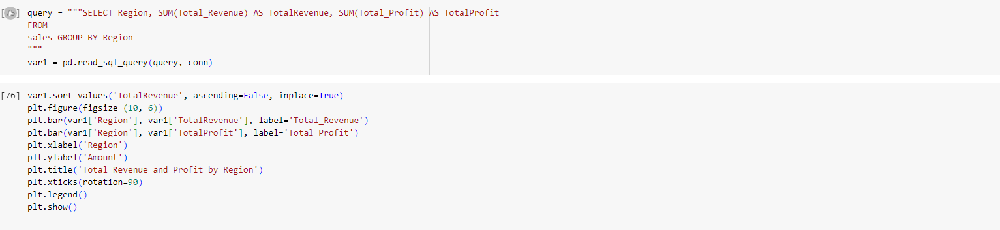 [75] query = """SELECT Region, SUM(Total_Revenue) AS TotalRevenue, SUM(Total_Profit) AS TotalProfit
FROM
sales GROUP BY Region
"""
var1 = pd.read_sql_query(query, conn)
[76] var1.sort_values('TotalRevenue', ascending=False, inplace=True)
plt.figure(figsize=(10, 6))
plt.bar(var1['Region'], var1['TotalRevenue'], label='Total_Revenue')
plt.bar(var1['Region'], var1['TotalProfit'], label='Total_Profit')
plt.xlabel('Region')
plt.ylabel('Amount')
plt.title('Total Revenue and Profit by Region')
plt.xticks(rotation=90)
plt.legend()
plt.show()